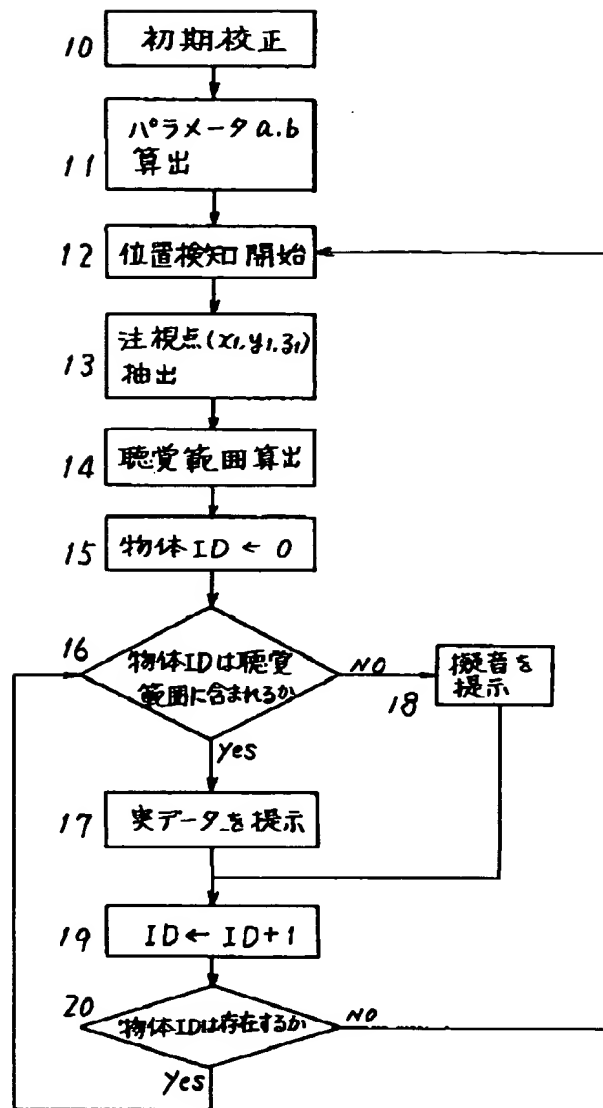 10 初期校正
パラメータ a.b
11 算出
12 位置検知開始
注視点(x1,y1,z1)
13 抽出
14 聴覚範囲算出
15 物体ID ← 0
16 物体IDは聴覚
範囲に含まれるか
NO
擬音を
提示
18
Yes
17 実データを提示
19 ID ← ID+1
20 物体IDは存在するか
NO
Yes